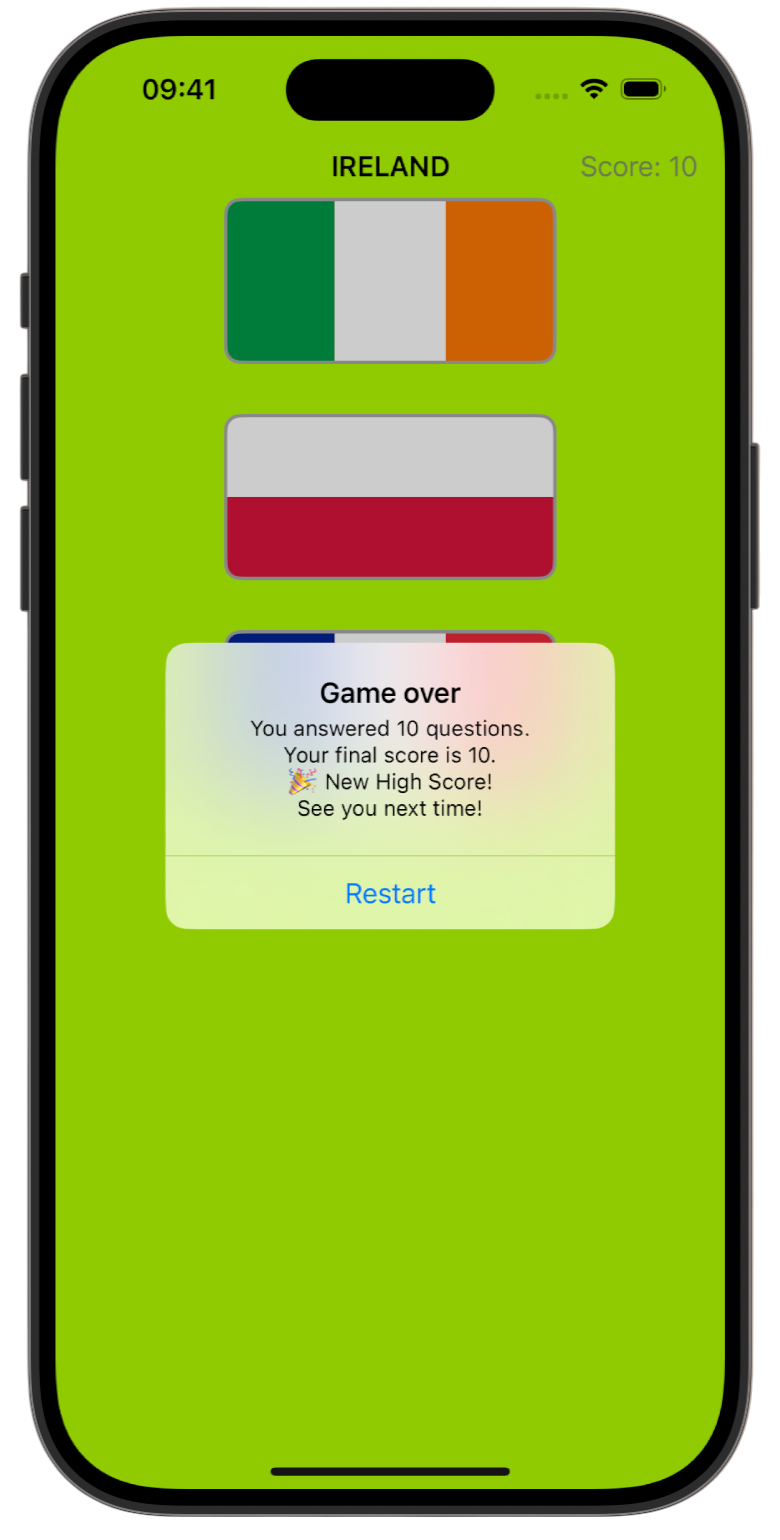 09:41
IRELAND
Score: 10
Game over
You answered 10 questions.
Your final score is 10.
🎉 New High Score!
See you next time!
Restart